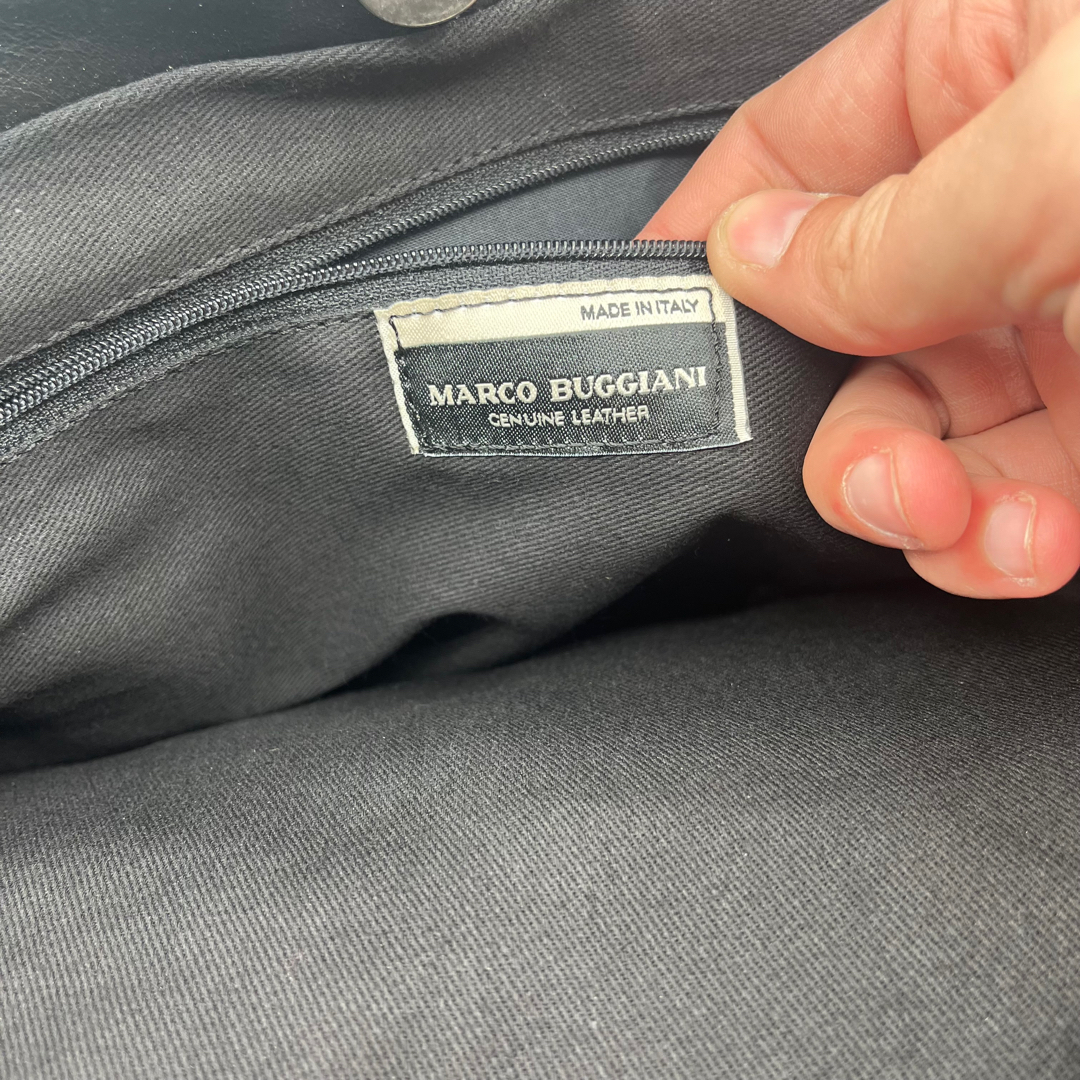 MADE IN ITALY
MARCO BUGGIANI
GENUINE LEATHER